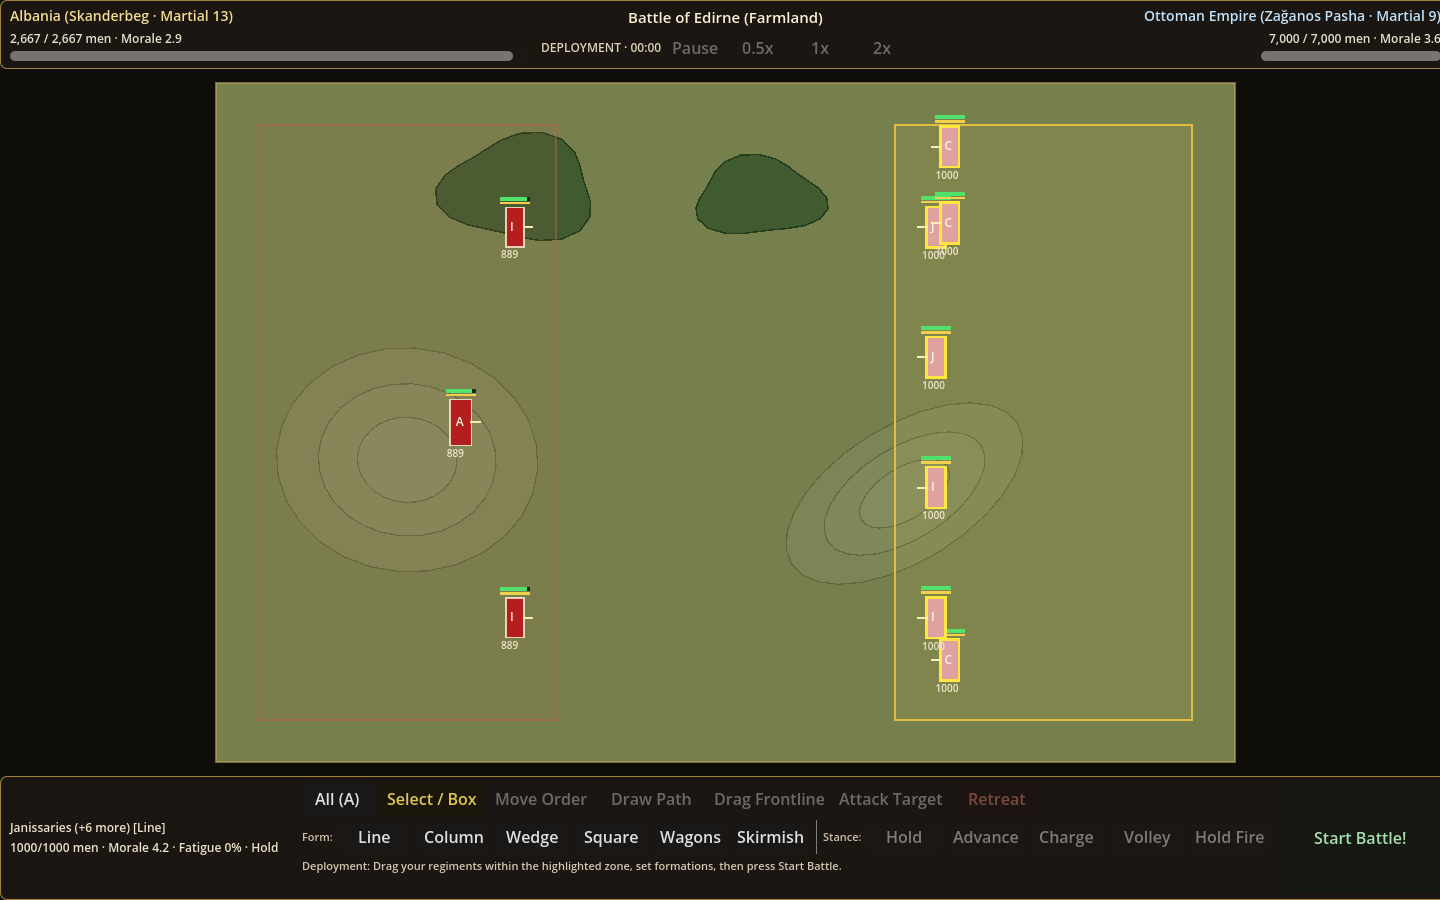 Albania (Skanderbeg · Martial 13)
Battle of Edirne (Farmland)
Ottoman Empire (Zağanos Pasha · Martial 9)
2,667 / 2,667 men · Morale 2.9
DEPLOYMENT · 00:00 Pause 0.5x 1x 2x
7,000 / 7,000 men · Morale 3.6
C
1000
I
889
J
C
1000
1000
J
1000
A
889
I
1000
I
889
I
1000
C
1000
All (A) Select / Box Move Order Draw Path Drag Frontline Attack Target Retreat
Janissaries (+6 more) [Line]
1000/1000 men · Morale 4.2 · Fatigue 0% · Hold
Form: Line Column Wedge Square Wagons Skirmish Stance: Hold Advance Charge Volley Hold Fire
Start Battle!
Deployment: Drag your regiments within the highlighted zone, set formations, then press Start Battle.